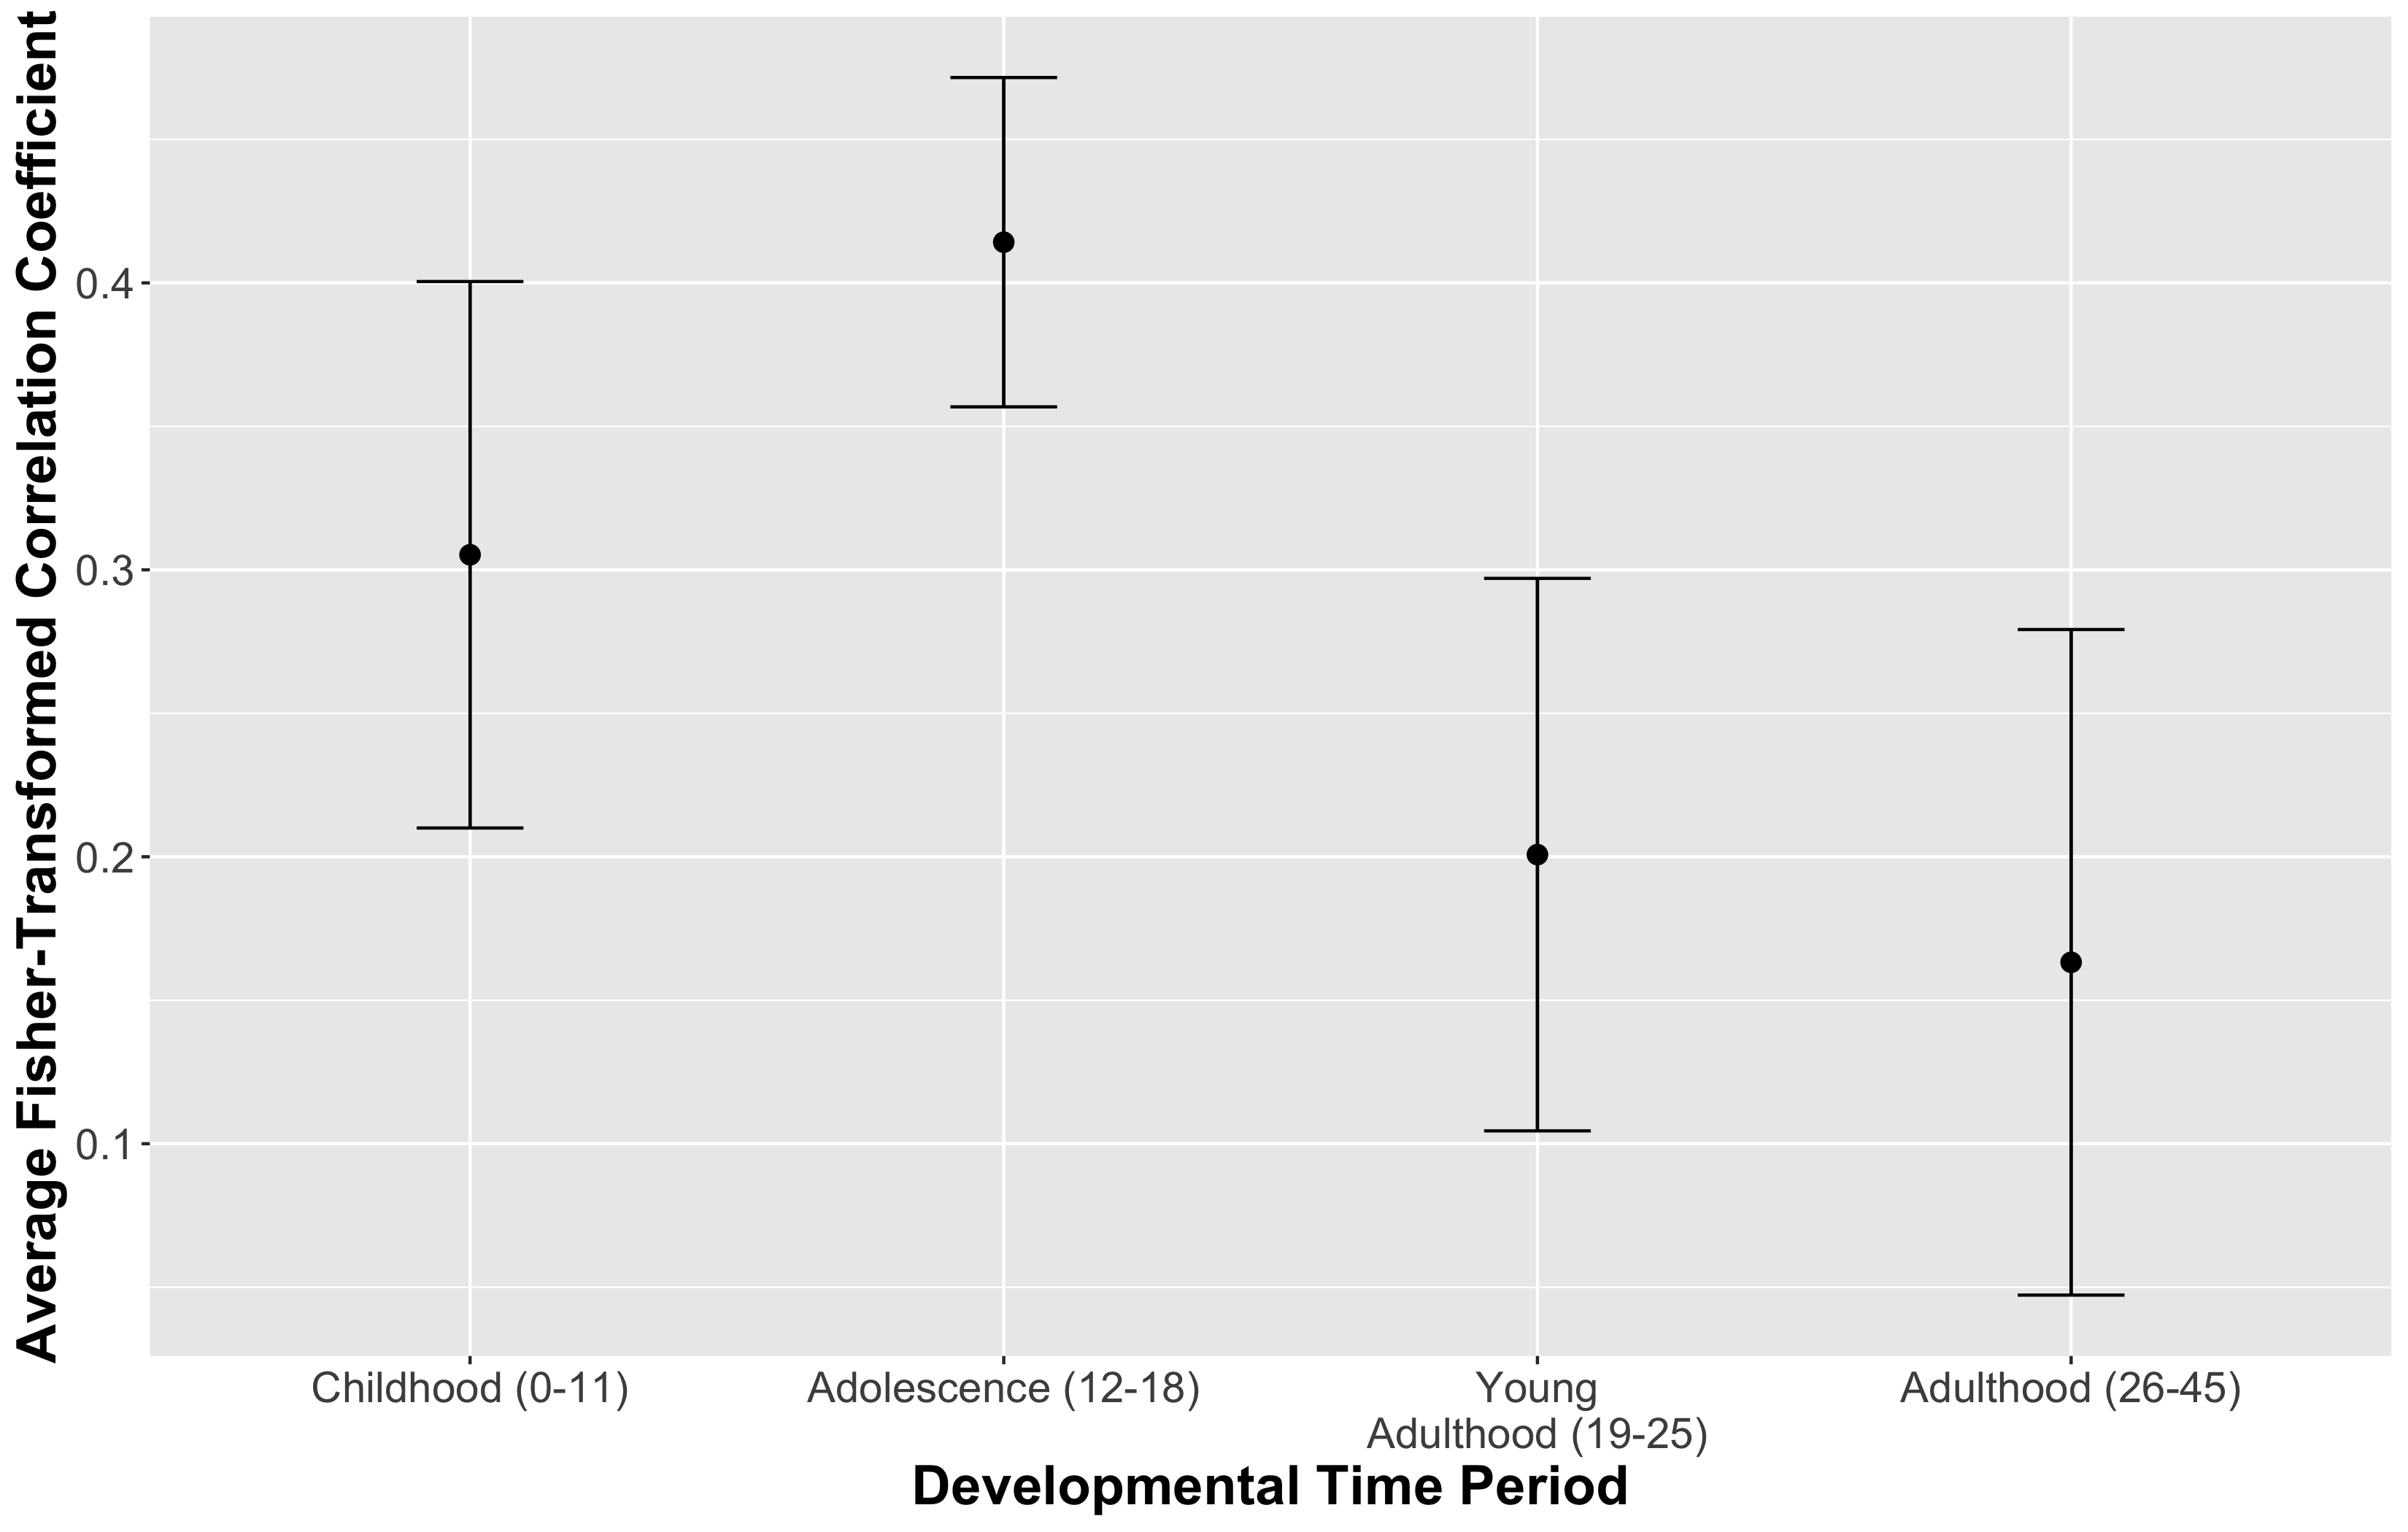 Average Fisher-Transformed Correlation Coefficient
0.4
0.3
0.2
0.1
Childhood (0-11)
Adolescence (12-18)
Young
Adulthood (19-25)
Adulthood (26-45)
Developmental Time Period